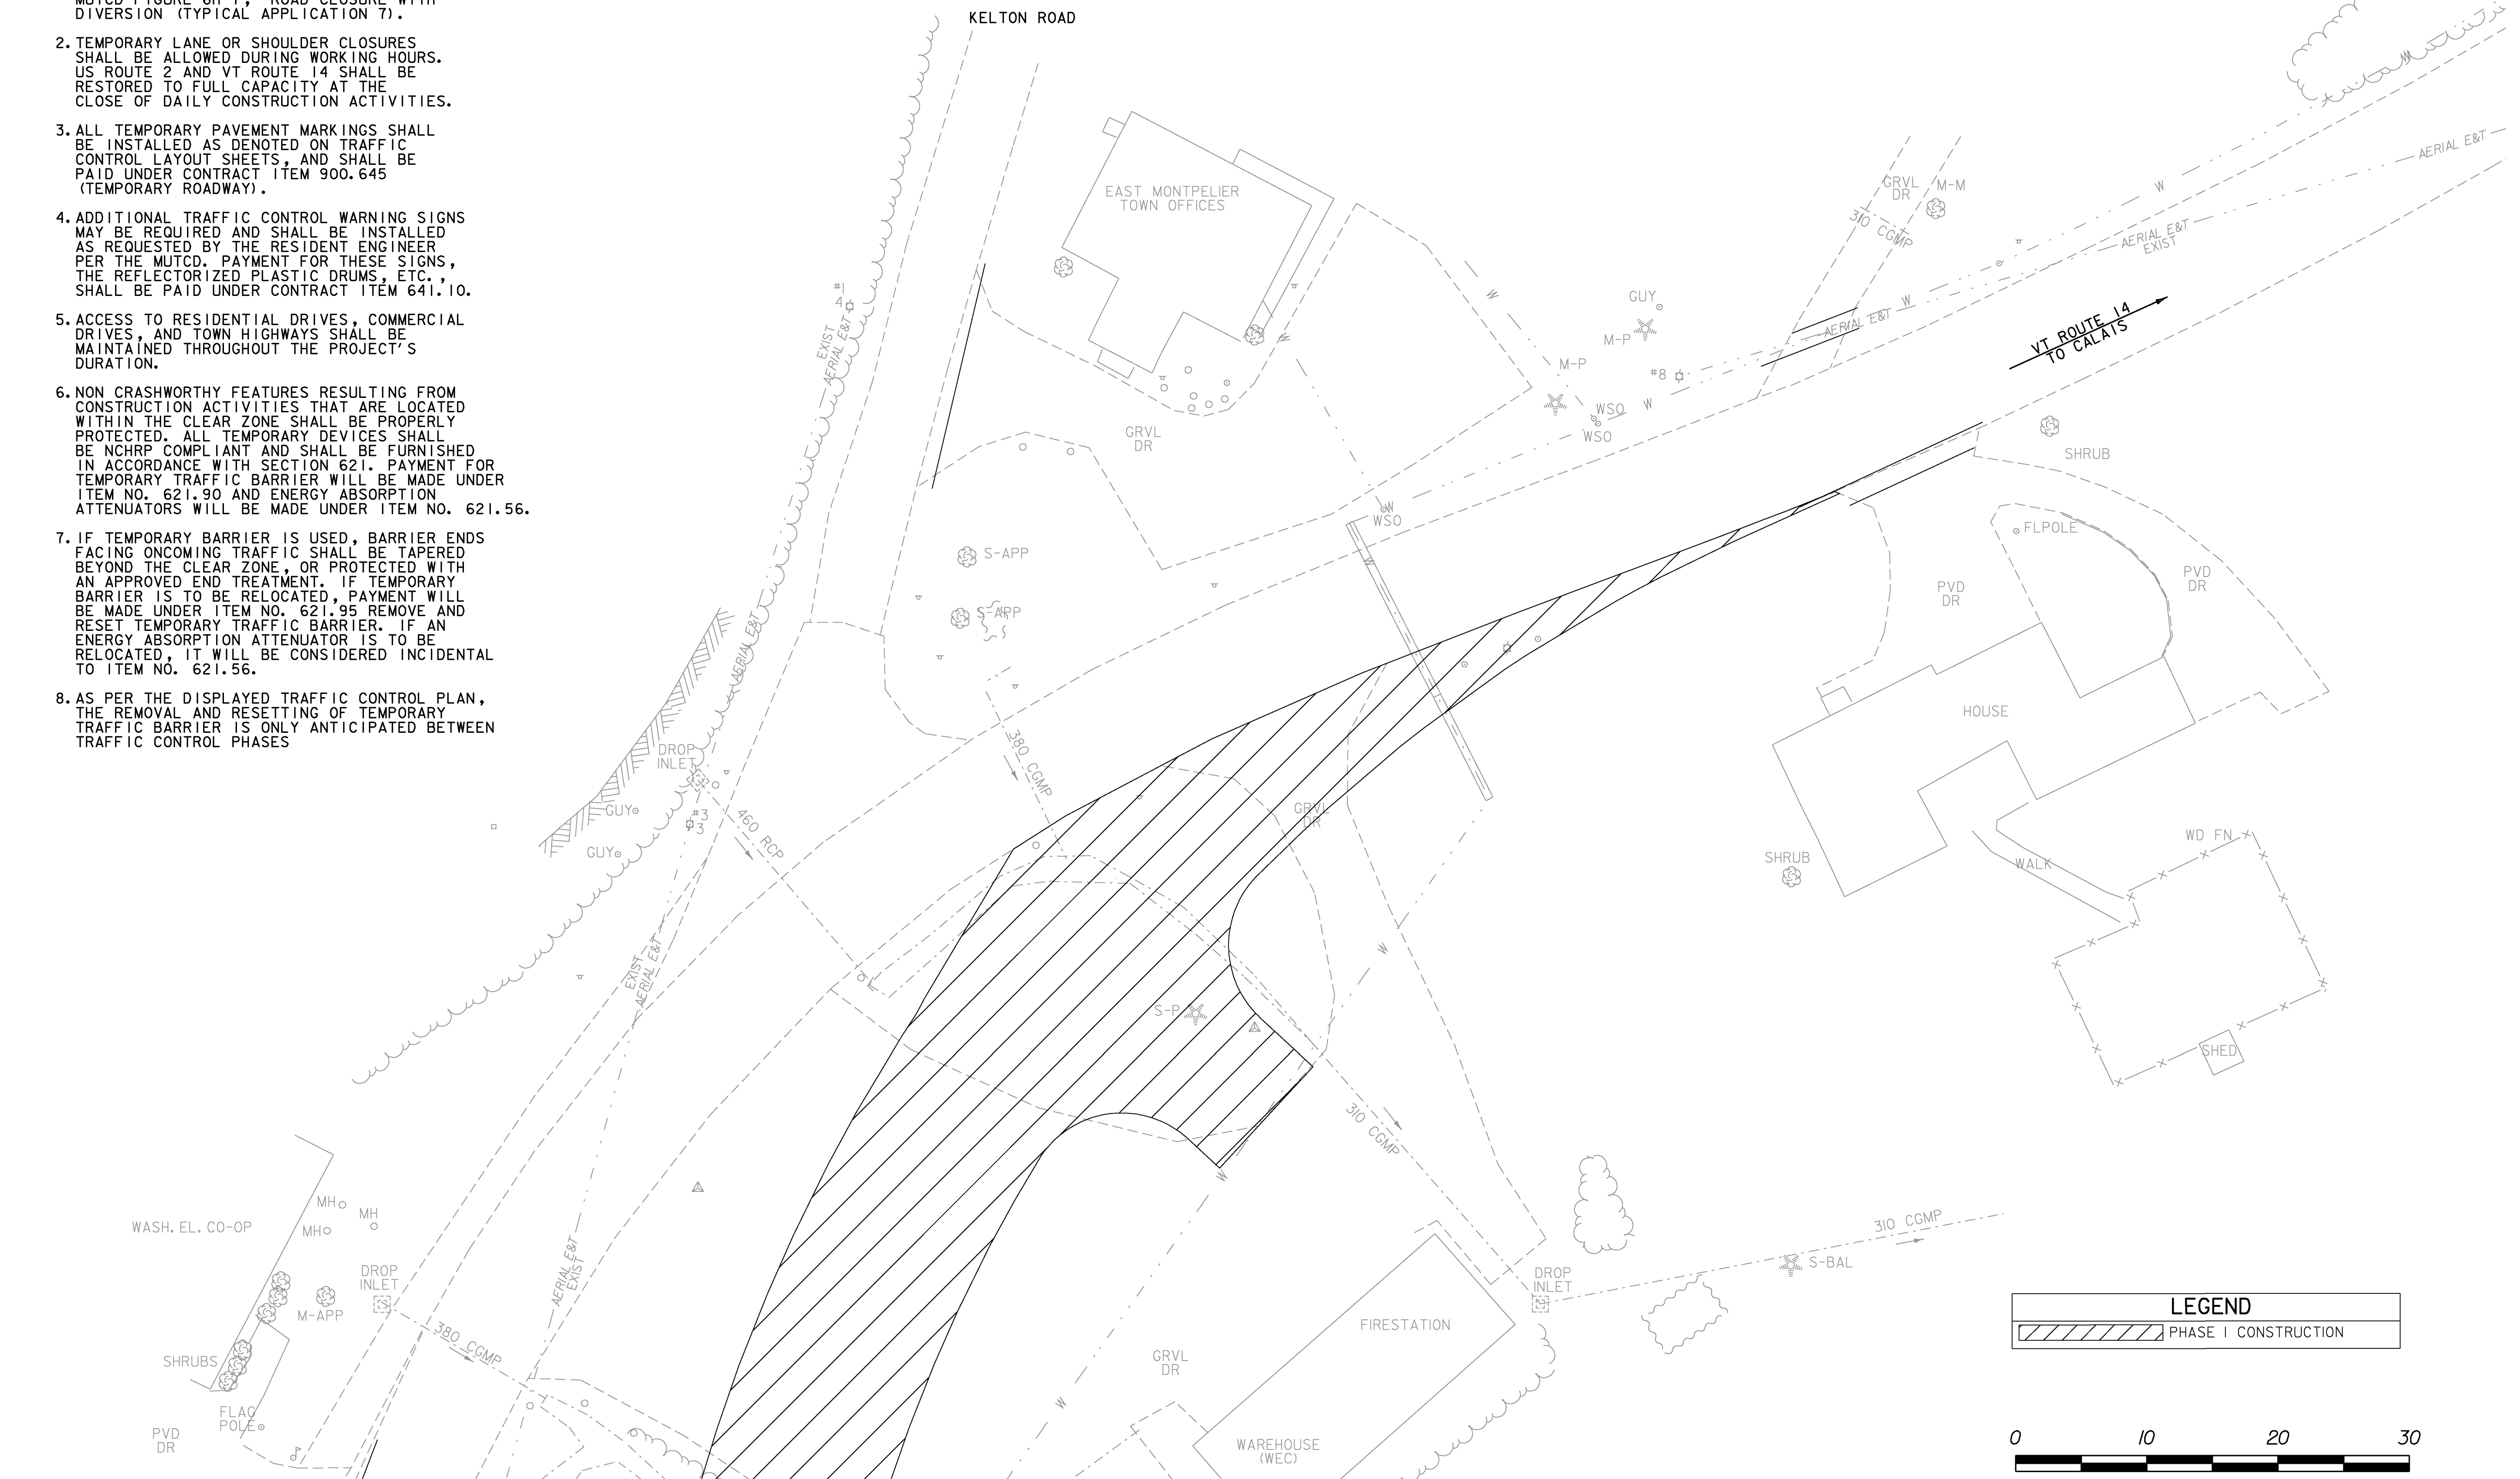 DIVERSION (TYPICAL APPLICATION 7).
2. TEMPORARY LANE OR SHOULDER CLOSURES
SHALL BE ALLOWED DURING WORKING HOURS.
US ROUTE 2 AND VT ROUTE 14 SHALL BE
RESTORED TO FULL CAPACITY AT THE
CLOSE OF DAILY CONSTRUCTION ACTIVITIES.
3. ALL TEMPORARY PAVEMENT MARKINGS SHALL
BE INSTALLED AS DENOTED ON TRAFFIC
CONTROL LAYOUT SHEETS, AND SHALL BE
PAID UNDER CONTRACT ITEM 900.645
(TEMPORARY ROADWAY).
4. ADDITIONAL TRAFFIC CONTROL WARNING SIGNS
MAY BE REQUIRED AND SHALL BE INSTALLED
AS REQUESTED BY THE RESIDENT ENGINEER
PER THE MUTCD. PAYMENT FOR THESE SIGNS,
THE REFLECTORIZED PLASTIC DRUMS, ETC.,
SHALL BE PAID UNDER CONTRACT ITEM 641.10.
5. ACCESS TO RESIDENTIAL DRIVES, COMMERCIAL
DRIVES, AND TOWN HIGHWAYS SHALL BE
MAINTAINED THROUGHOUT THE PROJECT'S
DURATION.
6. NON CRASHWORTHY FEATURES RESULTING FROM
CONSTRUCTION ACTIVITIES THAT ARE LOCATED
WITHIN THE CLEAR ZONE SHALL BE PROPERLY
PROTECTED. ALL TEMPORARY DEVICES SHALL
BE NCHRP COMPLIANT AND SHALL BE FURNISHED
IN ACCORDANCE WITH SECTION 621. PAYMENT FOR
TEMPORARY TRAFFIC BARRIER WILL BE MADE UNDER
ITEM NO. 621.90 AND ENERGY ABSORPTION
ATTENUATORS WILL BE MADE UNDER ITEM NO. 621.56.
7. IF TEMPORARY BARRIER IS USED, BARRIER ENDS
FACING ONCOMING TRAFFIC SHALL BE TAPERED
BEYOND THE CLEAR ZONE, OR PROTECTED WITH
AN APPROVED END TREATMENT. IF TEMPORARY
BARRIER IS TO BE RELOCATED, PAYMENT WILL
BE MADE UNDER ITEM NO. 621.95 REMOVE AND
RESET TEMPORARY TRAFFIC BARRIER. IF AN
ENERGY ABSORPTION ATTENUATOR IS TO BE
RELOCATED, IT WILL BE CONSIDERED INCIDENTAL
TO ITEM NO. 621.56.
8. AS PER THE DISPLAYED TRAFFIC CONTROL PLAN,
THE REMOVAL AND RESETTING OF TEMPORARY
TRAFFIC BARRIER IS ONLY ANTICIPATED BETWEEN
TRAFFIC CONTROL PHASES
KELTON ROAD
EAST MONTPELIER
TOWN OFFICES
GRVL
DR
M-M
310 CGMP
W
W
AERIAL E&T
AERIAL E&T
EXIST
VT ROUTE 14
TO CALAIS
W
AERIAL E&T
#1
4
EXIST
AERIAL E&T
W
W
GUY
M-P
M-P
#8
W
WSO
WSO
GRVL
DR
W
WSO
W
SHRUB
FLPOLE
PVD
DR
PVD
DR
HOUSE
S-APP
S-APP
AERIAL E&T
DROP
INLET
GUY
#3
3
GUY
460 RCP
380 CGMP
GRVL
DR
SHRUB
WALK
WD FN
SHED
W
EXIST
AERIAL E&T
S-P
310 CGMP
W
MH
MH
MH
WASH. EL. CO-OP
DROP
INLET
M-APP
SHRUBS
FLAG
POLE
PVD
DR
380 CGMP
AERIAL E&T
EXIST
W
GRVL
DR
FIRESTATION
WAREHOUSE
(WEC)
DROP
INLET
310 CGMP
S-BAL
LEGEND
PHASE 1 CONSTRUCTION
0 10 20 30